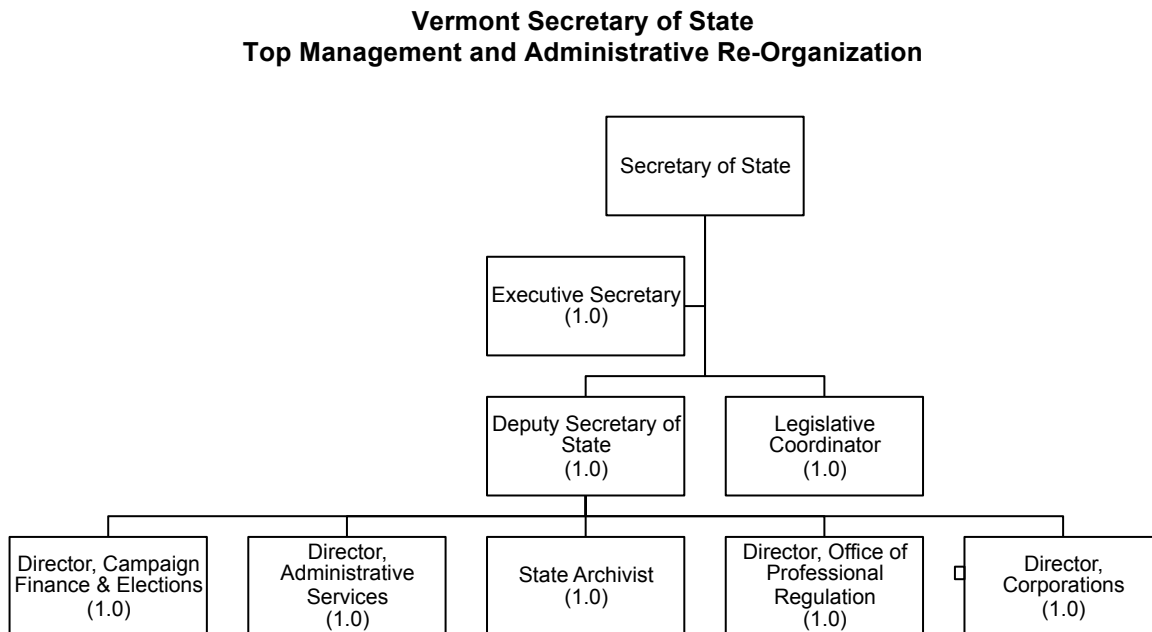 Vermont Secretary of State
Top Management and Administrative Re-Organization
Secretary of State
Executive Secretary
(1.0)
Deputy Secretary of
State
(1.0)
Legislative
Coordinator
(1.0)
Director, Campaign
Finance & Elections
(1.0)
Director,
Administrative
Services
(1.0)
State Archivist
(1.0)
Director, Office of
Professional
Regulation
(1.0)
Director,
Corporations
(1.0)